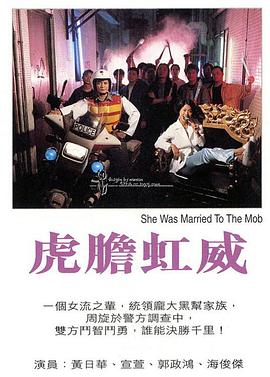 POLICE
She Was Married To The Mob
虎膽虹威
一個女流之輩，統領龐大黑幫家族，
周旋於警方調查中，
雙方鬥智鬥勇，誰能決勝千里！
演員：黃日華、宣萱、郭政鴻、海俊傑